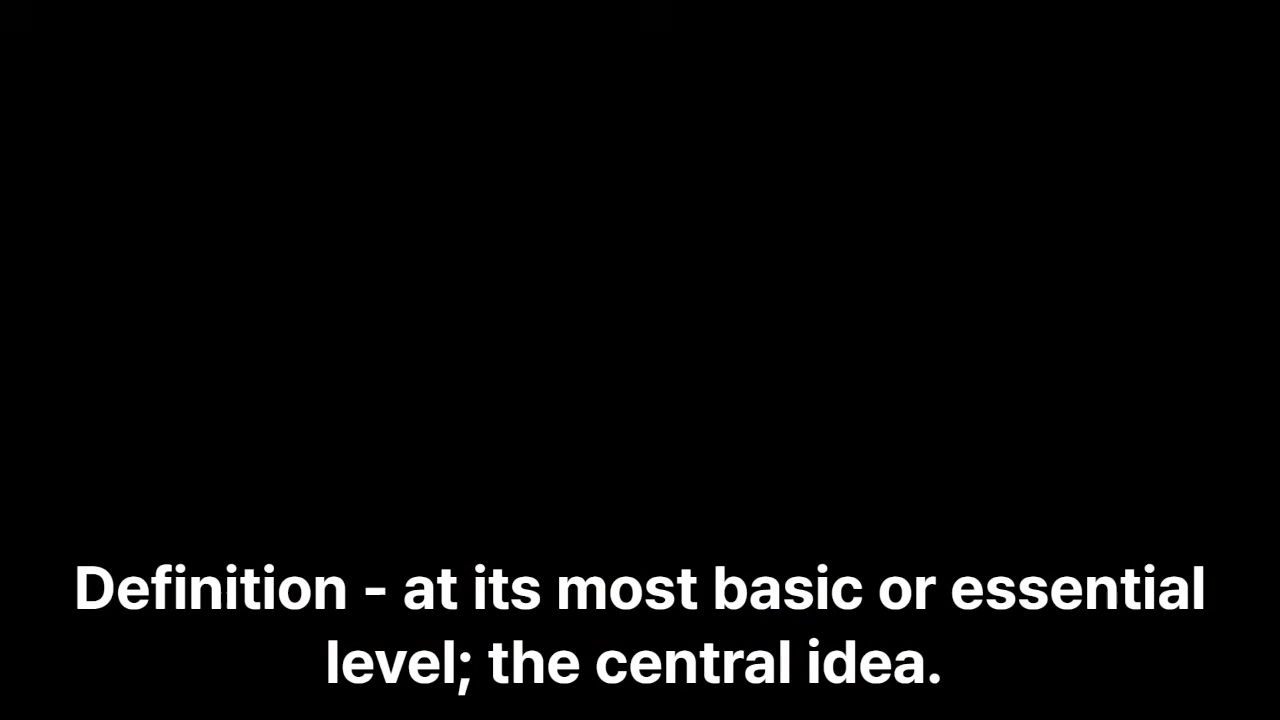 Definition - at its most basic or essential
level; the central idea.